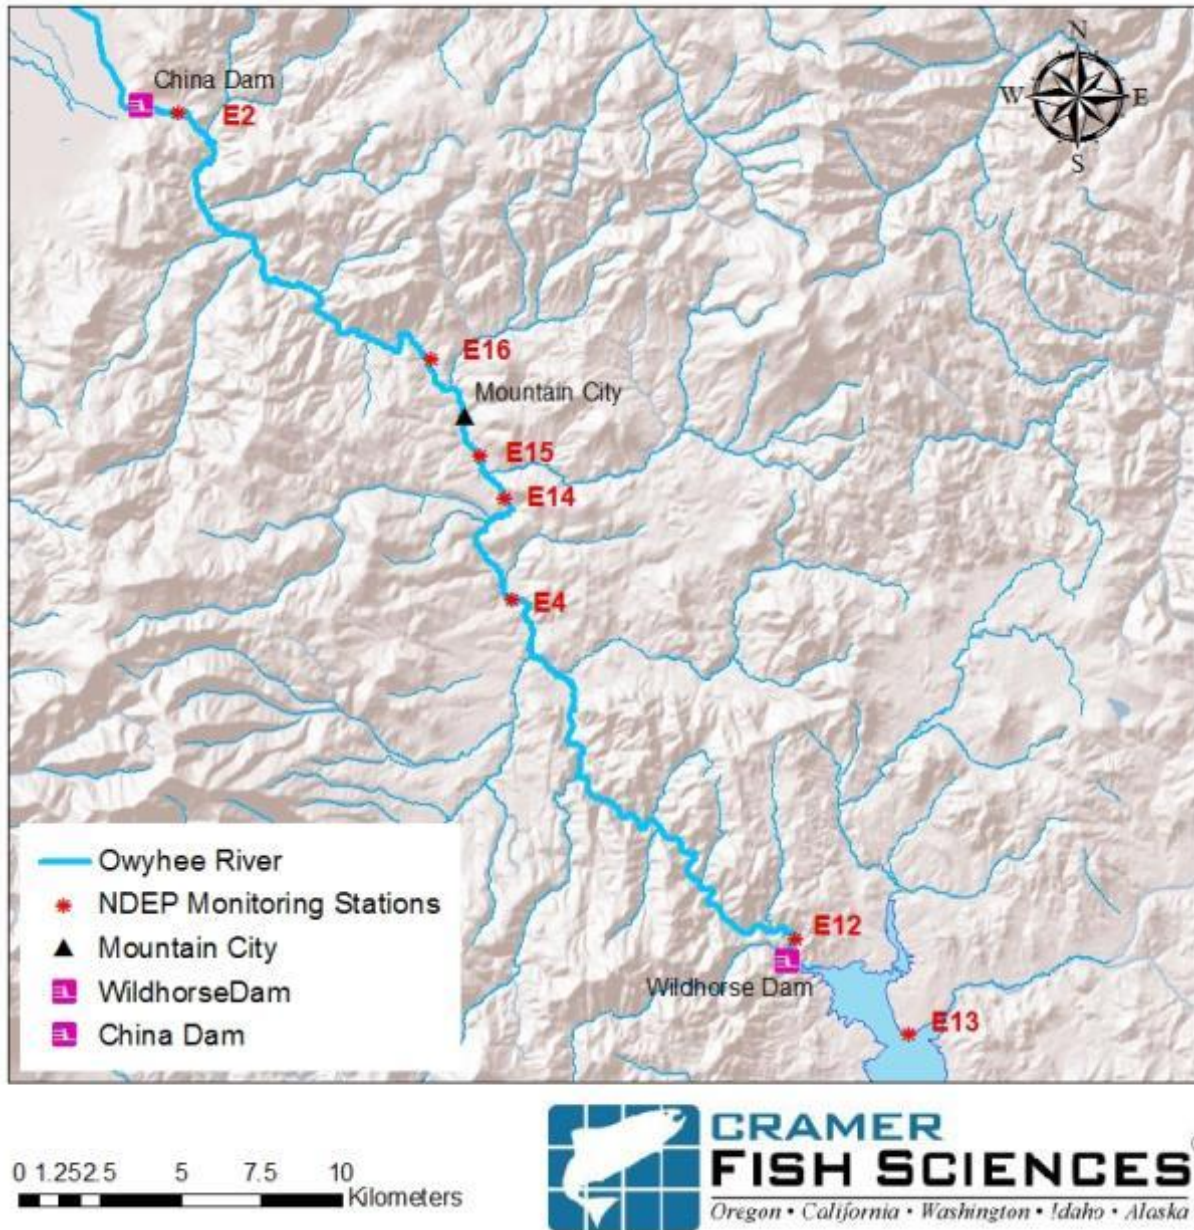 N
China Dam
W
E
E2
S
E16
Mountain City
E15
E14
E4
Owyhee River
NDEP Monitoring Stations
Mountain City
WildhorseDam
China Dam
E12
Wildhorse Dam
E13
0 1.252.5 5 7.5 10
Kilometers
CRAMER
FISH SCIENCES
Oregon • California • Washington • Idaho • Alaska